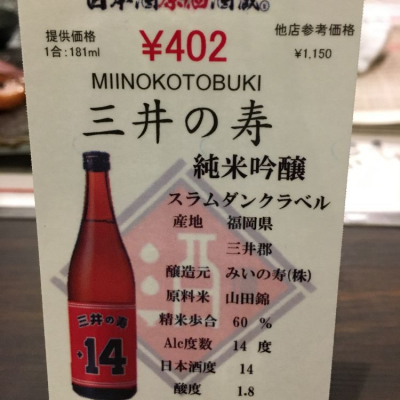 日本酒原価酒蔵
提供価格
1合:181ml
¥402
他店参考価格
¥1,150
MIINOKOTOBUKI
三井の寿
純米吟醸
スラムダンクラベル
産地 福岡県
三井郡
醸造元 みいの寿(株)
原料米 山田錦
精米歩合 60 %
Alc度数 14 度
日本酒度 14
酸度 1.8
三井の寿
+14